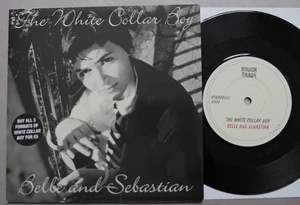 The White Collar Boy
BUY ALL 3
FORMATS OF
WHITE COLLAR
BOY FOR £5
Belle and Sebastian
ROUGH
TRADE
THE WHITE COLLAR BOY
BELLE AND SEBASTIAN